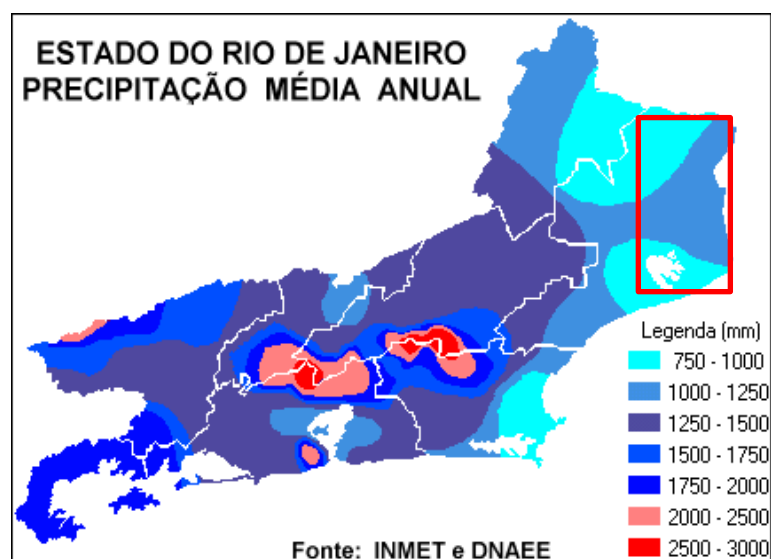 ESTADO DO RIO DE JANEIRO
PRECIPITAÇÃO MÉDIA ANUAL
Legenda (mm)
750 - 1000
1000 - 1250
1250 - 1500
1500 - 1750
1750 - 2000
2000 - 2500
2500 - 3000
Fonte: INMET e DNAEE